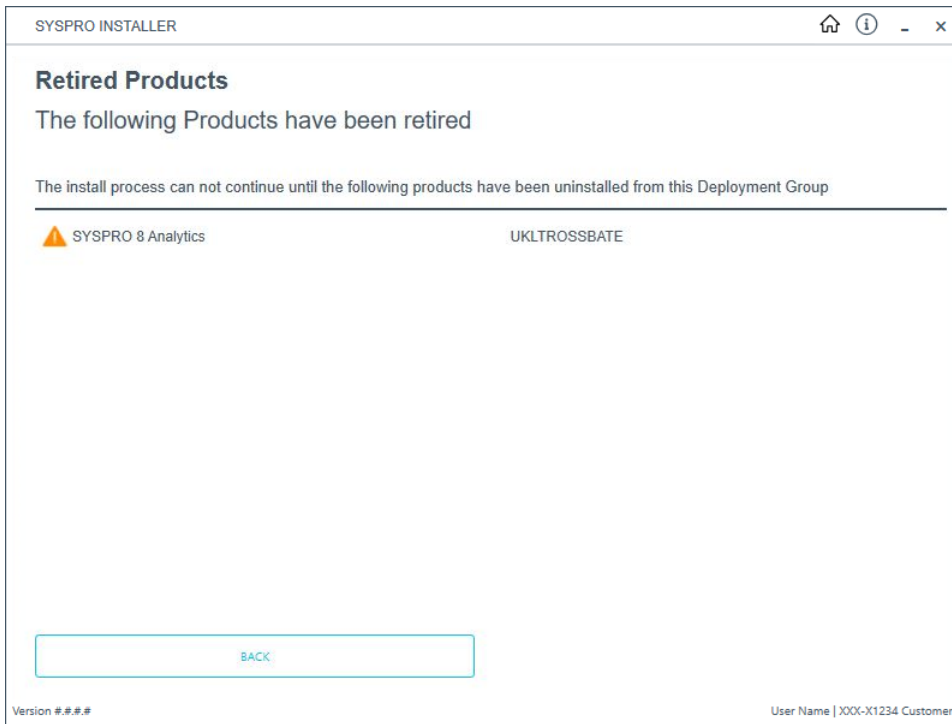 SYSPRO INSTALLER
Retired Products
The following Products have been retired
The install process can not continue until the following products have been uninstalled from this Deployment Group
SYSPRO 8 Analytics UKLTROSSBATE
BACK
Version #.#.#.# User Name | XXX-X1234 Customer